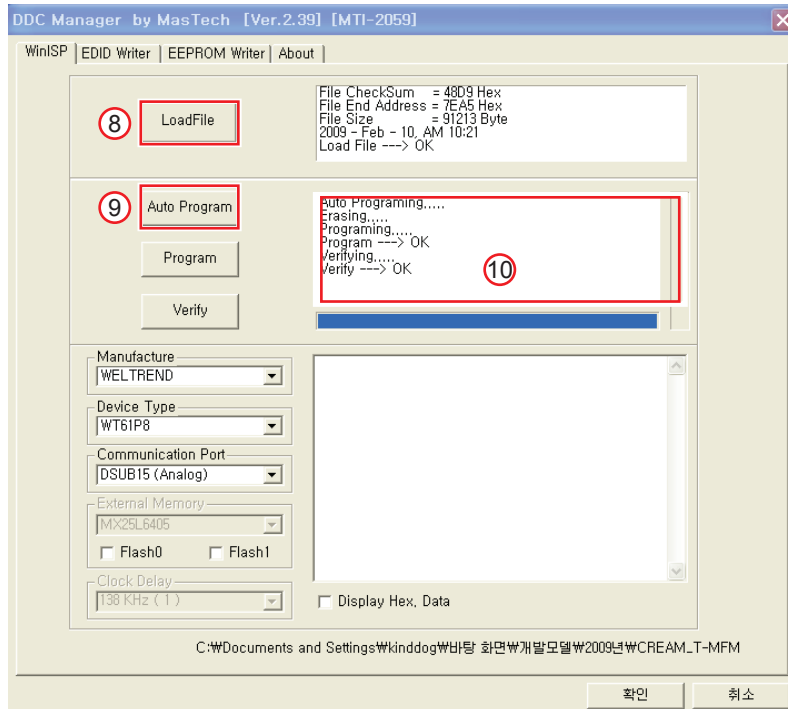 DDC Manager by MasTech [Ver.2.39] [MTI-2059]
WinISP EDID Writer EEPROM Writer About
⑧ LoadFile
File CheckSum = 48D9 Hex
File End Address = 7EA5 Hex
File Size = 91213 Byte
2009 - Feb - 10, AM 10:21
Load File ---> OK
⑨ Auto Program
Program
Verify
Auto Programing,,,,,
Erasing,,,,,
Programing,,,,,
Program ---> OK
Verifying,,,,,
Verify ---> OK
⑩
Manufacture
WELTREND
Device Type
WT61P8
Communication Port
DSUB15 (Analog)
External Memory
MX25L6405
Flash0 Flash1
Clock Delay
138 KHz ( 1 )
Display Hex, Data
C:₩Documents and Settings₩kinddog₩바탕 화면₩개발모델₩2009년₩CREAM_T-MFM
확인 취소